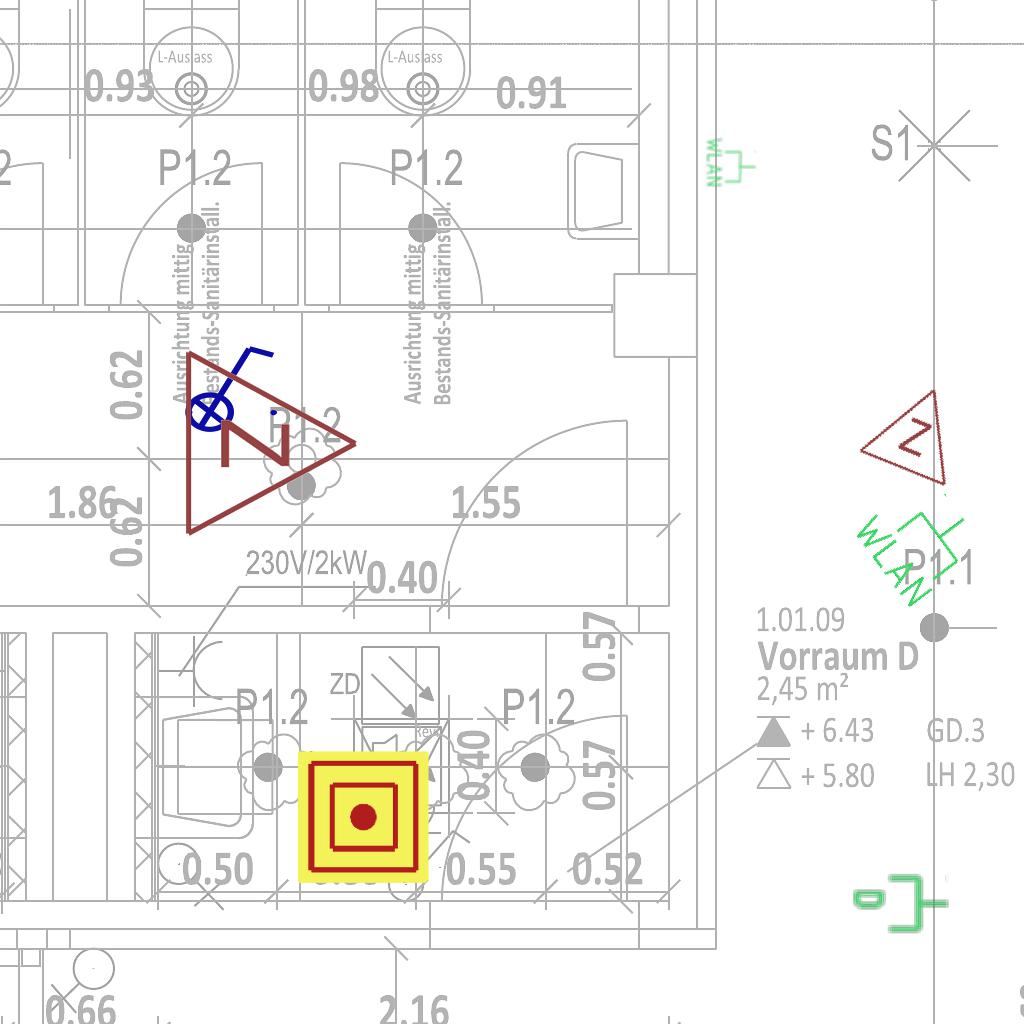 L-Auslass
L-Auslass
0.93
0.98
0.91
P1.2
P1.2
WLAN
S1
Ausrichtung mittig
Bestands-Sanitärinstall.
Ausrichtung mittig
Bestands-Sanitärinstall.
0.62
P1.2
N
Z
1.86
0.62
1.55
WLAN
P1.1
230V/2kW
0.40
0.57
1.01.09
Vorraum D
2,45 m²
+ 6.43
GD.3
+ 5.80
LH 2,30
ZD
P1.2
P1.2
Rev.
0.40
0.57
0.50
0.55
0.52
D
0.66
2.16